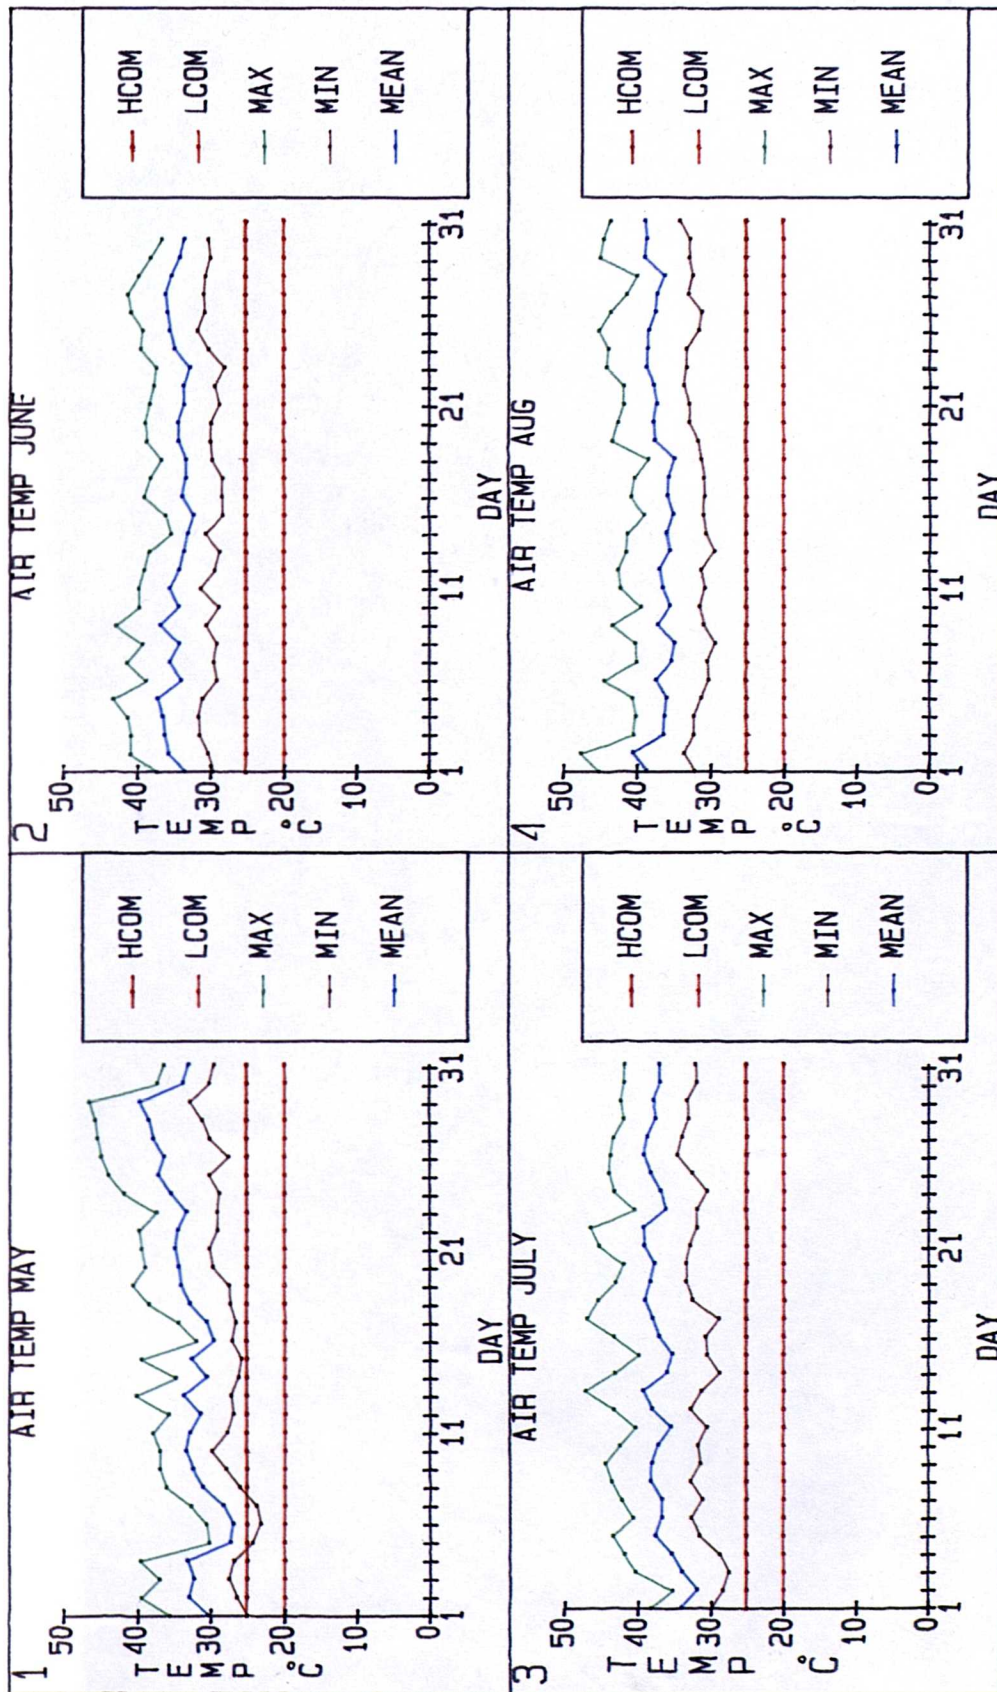 1
AIR TEMP MAY
50
40
30
20
10
0
TEMP °C
1
11
21
31
DAY
HCOM
LCOM
MAX
MIN
MEAN
2
AIR TEMP JUNE
50
40
30
20
10
0
TEMP °C
1
11
21
31
DAY
HCOM
LCOM
MAX
MIN
MEAN
3
AIR TEMP JULY
50
40
30
20
10
0
TEMP °C
1
11
21
31
DAY
HCOM
LCOM
MAX
MIN
MEAN
4
AIR TEMP AUG
50
40
30
20
10
0
TEMP °C
1
11
21
31
DAY
HCOM
LCOM
MAX
MIN
MEAN